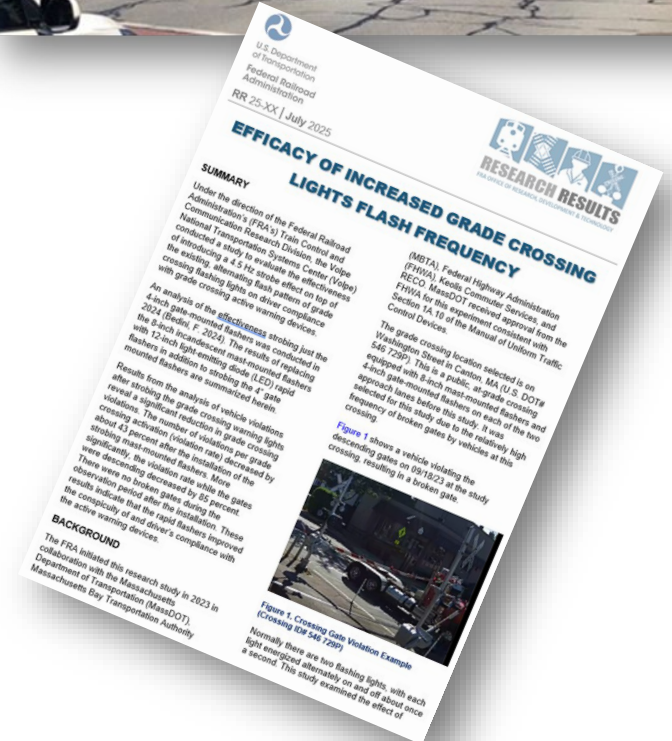 U.S. Department
of Transportation
Federal Railroad
Administration
RR 25-XX | July 2025
RESEARCH RESULTS
FRA OFFICE OF RESEARCH, DEVELOPMENT & TECHNOLOGY
EFFICACY OF INCREASED GRADE CROSSING
LIGHTS FLASH FREQUENCY
SUMMARY
Under the direction of the Federal Railroad
Administration's (FRA's) Train Control and
Communication Research Division, the Volpe
National Transportation Systems Center (Volpe)
conducted a study to evaluate the effectiveness
of introducing a 4.5 Hz strobe effect on top of
the existing, alternating flash pattern of grade
crossing flashing lights on driver compliance
with grade crossing active warning devices.
An analysis of the effectiveness strobing just the
4-inch gate-mounted flashers was conducted in
2024 (Bedini, F. 2024). The results of replacing
the 8-inch incandescent mast-mounted flashers
with 12-inch light-emitting diode (LED) rapid
flashers in addition to strobing the 4" gate
mounted flashers are summarized herein.
Results from the analysis of vehicle violations
after strobing the grade crossing warning lights
reveal a significant reduction in grade crossing
violations. The number of violations per grade
crossing activation (violation rate) decreased by
about 43 percent after the installation of the
strobing mast-mounted flashers. More
significantly, the violation rate while the gates
were descending decreased by 85 percent.
There were no broken gates during the
observation period after the installation. These
results indicate that the rapid flashers improved
the conspicuity of and driver's compliance with
the active warning devices.
BACKGROUND
The FRA initiated this research study in 2023 in
collaboration with the Massachusetts
Department of Transportation (MassDOT),
Massachusetts Bay Transportation Authority
(MBTA), Federal Highway Administration
(FHWA), Keolis Commuter Services, and
RECO. MassDOT received approval from the
FHWA for this experiment consistent with
Section 1A.10 of the Manual of Uniform Traffic
Control Devices.
The grade crossing location selected is on
Washington Street in Canton, MA (U.S. DOT#
546 729P). This is a public, at-grade crossing
equipped with 8-inch mast-mounted flashers and
4-inch gate-mounted flashers on each of the two
approach lanes before this study. It was
selected for this study due to the relatively high
frequency of broken gates by vehicles at this
crossing.
Figure 1 shows a vehicle violating the
descending gates on 09/18/23 at the study
crossing, resulting in a broken gate.
Figure 1. Crossing Gate Violation Example
(Crossing ID# 546 729P)
Normally there are two flashing lights, with each
light energized alternately on and off about once
a second. This study examined the effect of